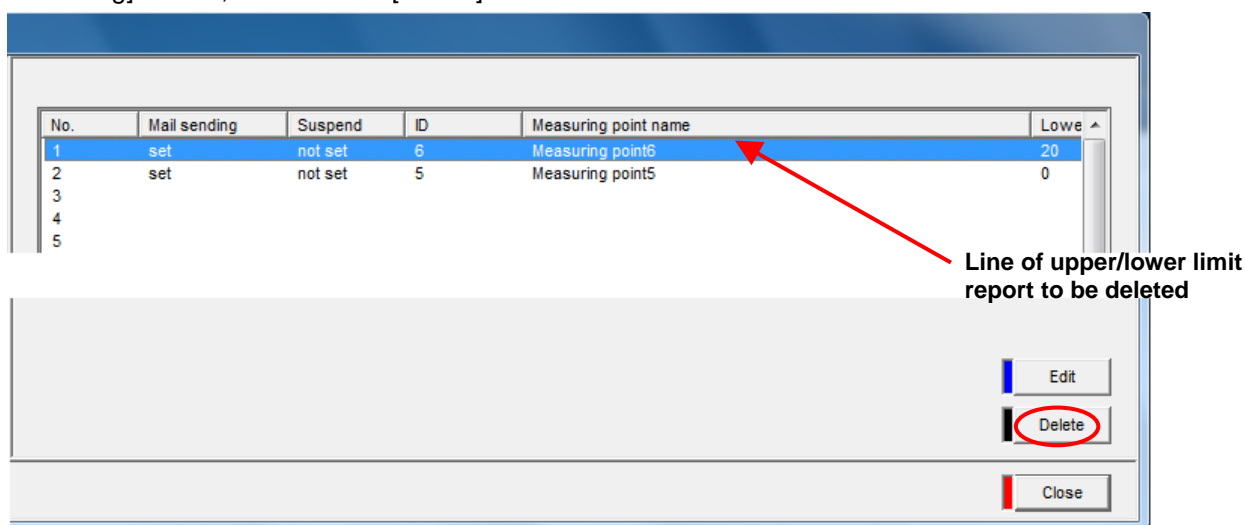 No. Mail sending Suspend ID Measuring point name Lowe
1 set not set 6 Measuring point6 20
2 set not set 5 Measuring point5 0
3
4
5
Line of upper/lower limit
report to be deleted
Edit
Delete
Close